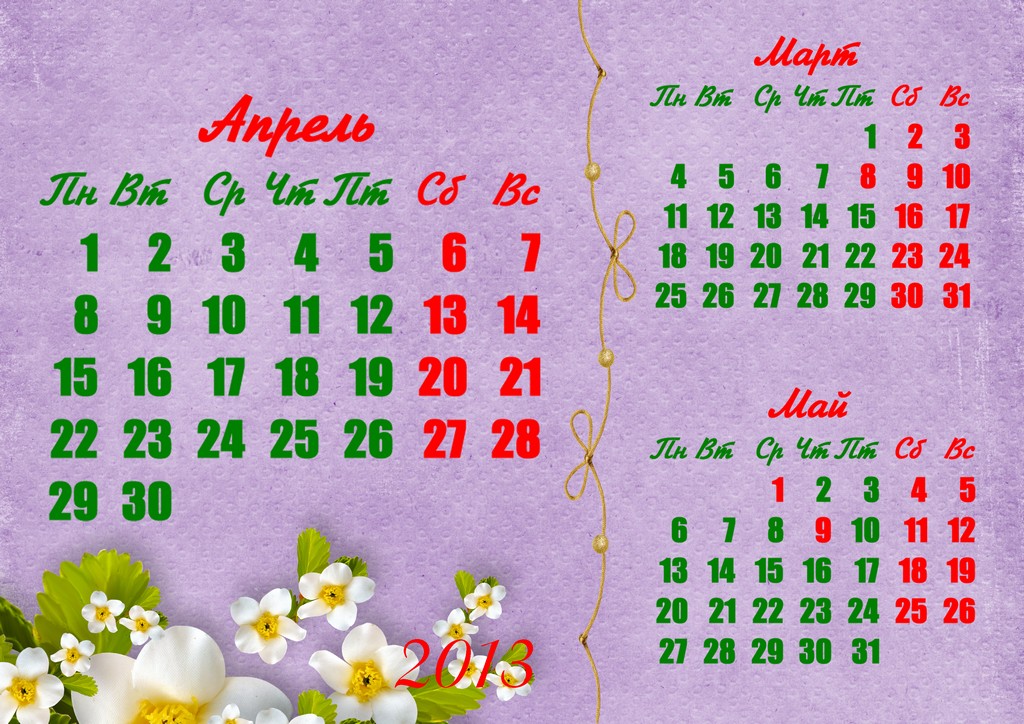 Апрель
Пн Вт Ср Чт Пт Сб Вс
1 2 3 4 5 6 7
8 9 10 11 12 13 14
15 16 17 18 19 20 21
22 23 24 25 26 27 28
29 30
2013
Март
Пн Вт Ср Чт Пт Сб Вс
1 2 3
4 5 6 7 8 9 10
11 12 13 14 15 16 17
18 19 20 21 22 23 24
25 26 27 28 29 30 31
Май
Пн Вт Ср Чт Пт Сб Вс
1 2 3 4 5
6 7 8 9 10 11 12
13 14 15 16 17 18 19
20 21 22 23 24 25 26
27 28 29 30 31